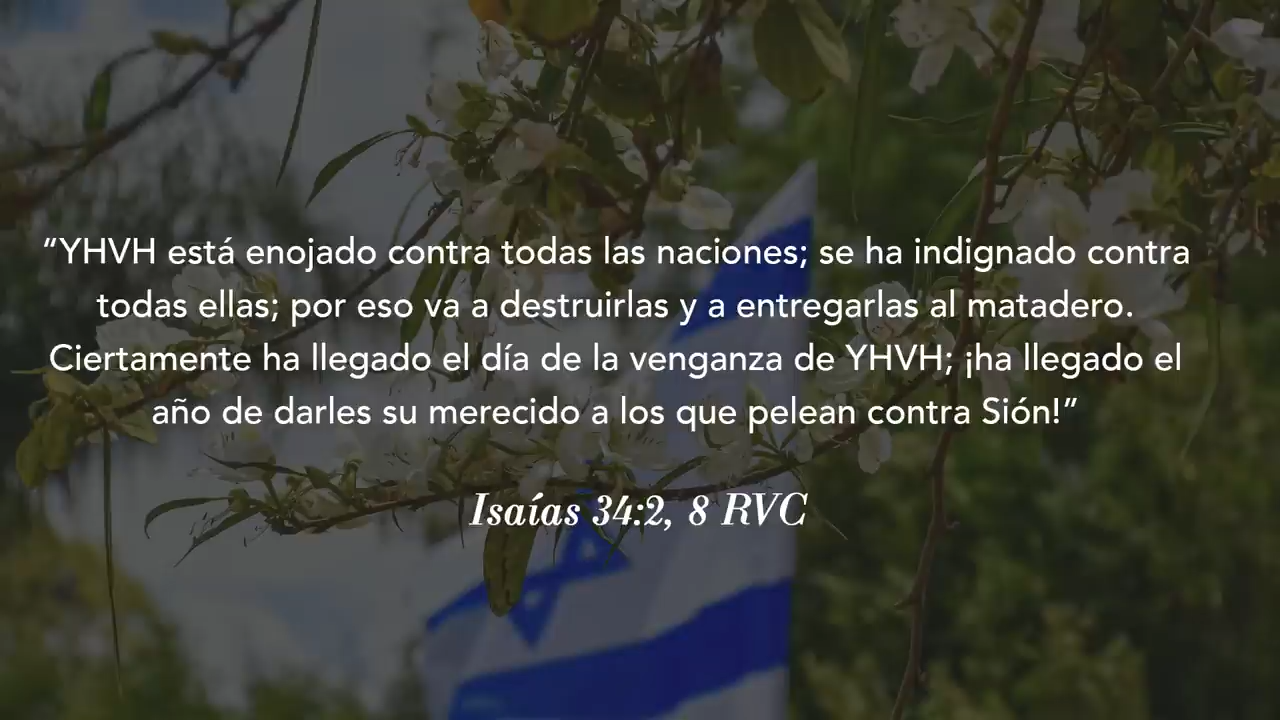 “YHVH está enojado contra todas las naciones; se ha indignado contra
todas ellas; por eso va a destruirlas y a entregarlas al matadero.
Ciertamente ha llegado el día de la venganza de YHVH; ¡ha llegado el
año de darles su merecido a los que pelean contra Sión!”
Isaías 34:2, 8 RVC